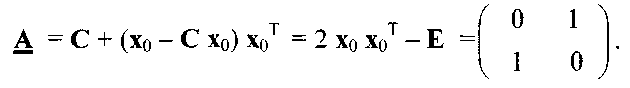 A = C + (x₀ – C x₀) x₀ᵀ = 2 x₀ x₀ᵀ – E = ( 0 1
1 0 ).